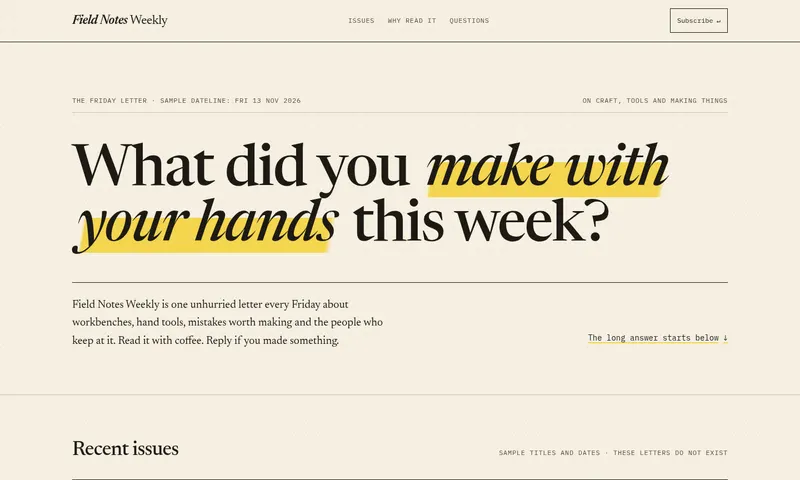 Field Notes Weekly
ISSUES WHY READ IT QUESTIONS
Subscribe ↵
THE FRIDAY LETTER · SAMPLE DATELINE: FRI 13 NOV 2026
ON CRAFT, TOOLS AND MAKING THINGS
What did you make with
your hands this week?
Field Notes Weekly is one unhurried letter every Friday about
workbenches, hand tools, mistakes worth making and the people who
keep at it. Read it with coffee. Reply if you made something.
The long answer starts below ↓
Recent issues
SAMPLE TITLES AND DATES · THESE LETTERS DO NOT EXIST